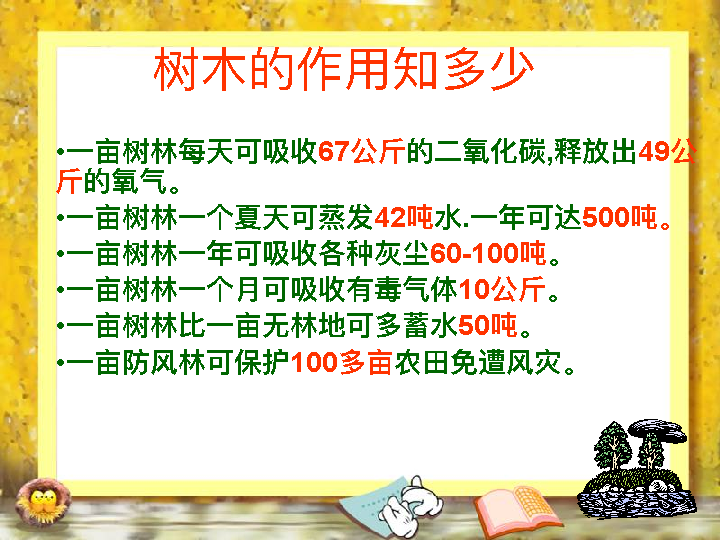 树木的作用知多少
•一亩树林每天可吸收67公斤的二氧化碳,释放出49公
斤的氧气。
•一亩树林一个夏天可蒸发42吨水.一年可达500吨。
•一亩树林一年可吸收各种灰尘60-100吨。
•一亩树林一个月可吸收有毒气体10公斤。
•一亩树林比一亩无林地可多蓄水50吨。
•一亩防风林可保护100多亩农田免遭风灾。